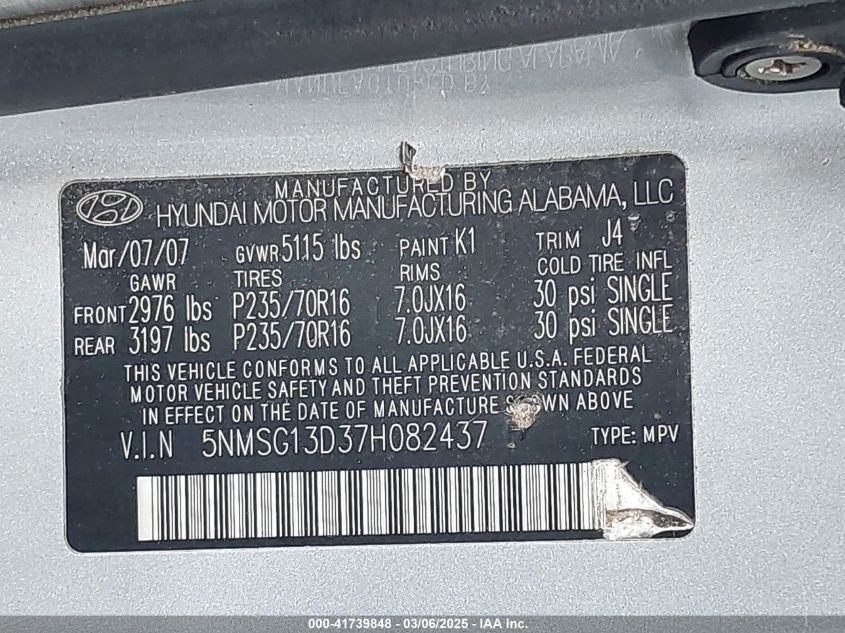 MANUFACTURED BY
HYUNDAI MOTOR MANUFACTURING ALABAMA, LLC
Mar/07/07 GVWR 5115 lbs PAINT K1 TRIM J4
GAWR TIRES RIMS COLD TIRE INFL
FRONT 2976 lbs P235/70R16 7.0JX16 30 psi SINGLE
REAR 3197 lbs P235/70R16 7.0JX16 30 psi SINGLE
THIS VEHICLE CONFORMS TO ALL APPLICABLE U.S.A. FEDERAL
MOTOR VEHICLE SAFETY AND THEFT PREVENTION STANDARDS
IN EFFECT ON THE DATE OF MANUFACTURE SHOWN ABOVE
V.I.N 5NMSG13D37H082437 TYPE: MPV
000-41739848 - 03/06/2025 - IAA Inc.